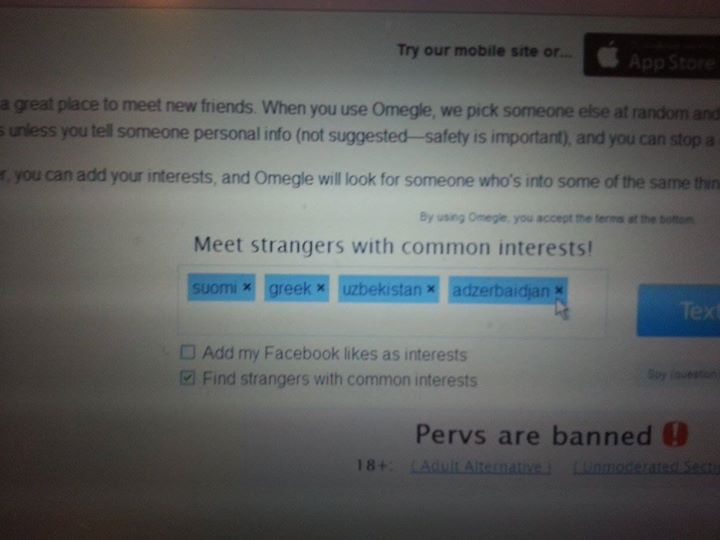 Try our mobile site or...
App Store
a great place to meet new friends. When you use Omegle, we pick someone else at random and
s unless you tell someone personal info (not suggested—safety is important), and you can stop a
r, you can add your interests, and Omegle will look for someone who's into some of the same thin
By using Omegle, you accept the terms at the bottom.
Meet strangers with common interests!
suomi × greek × uzbekistan × adzerbaidjan ×
Text
Add my Facebook likes as interests
Find strangers with common interests
Spy (question
Pervs are banned !
18+: (Adult Alternative) (Unmoderated Secti